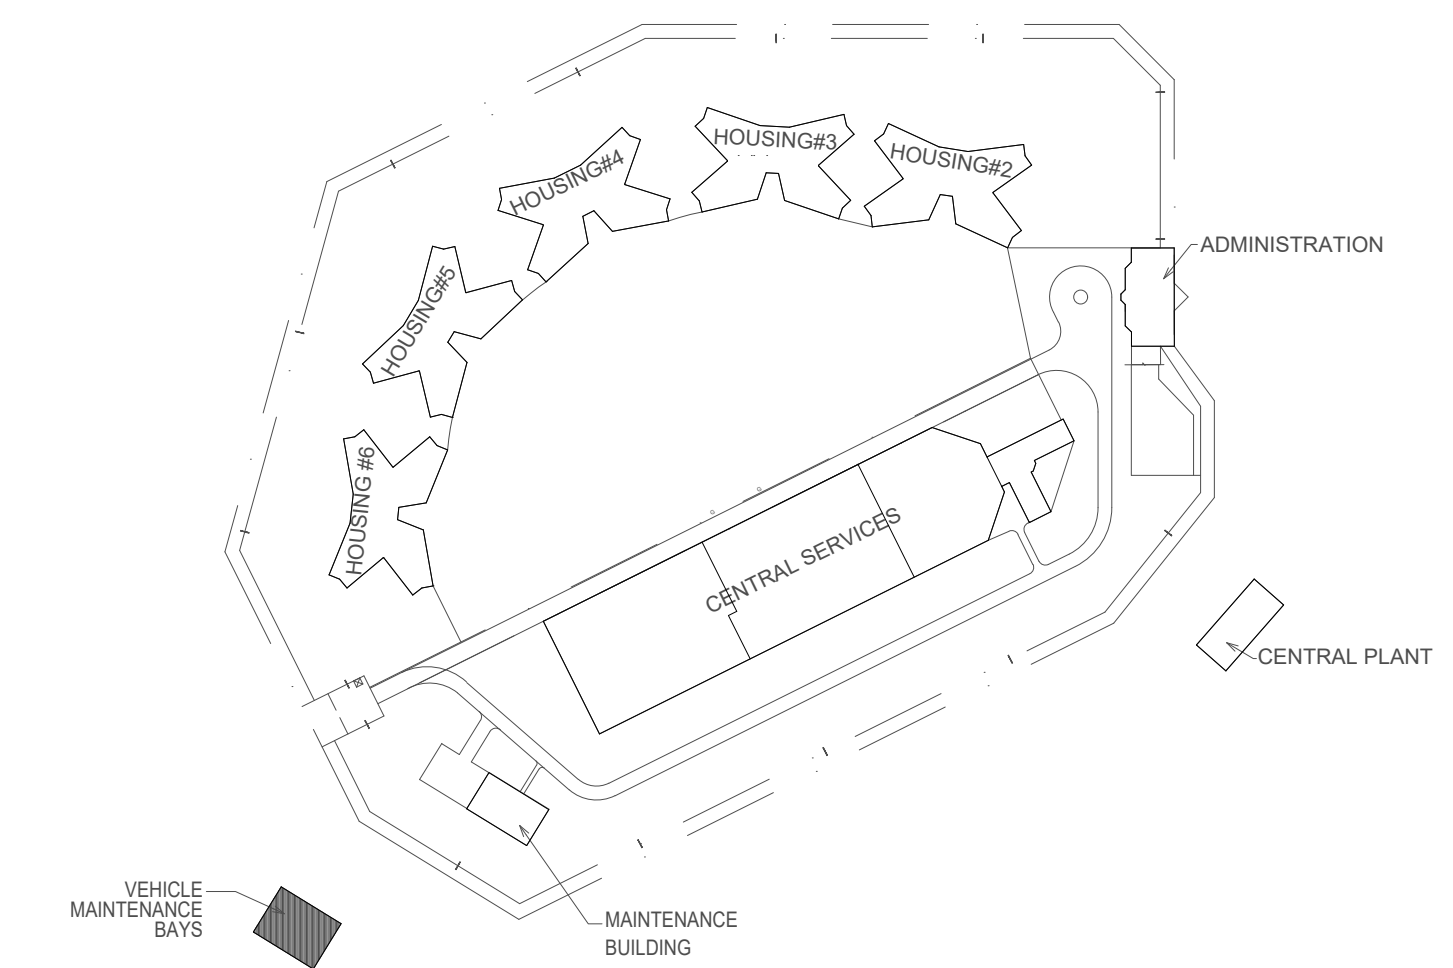 HOUSING#3
HOUSING#2
HOUSING#4
ADMINISTRATION
HOUSING#5
HOUSING #6
CENTRAL SERVICES
CENTRAL PLANT
VEHICLE
MAINTENANCE
BAYS
MAINTENANCE
BUILDING